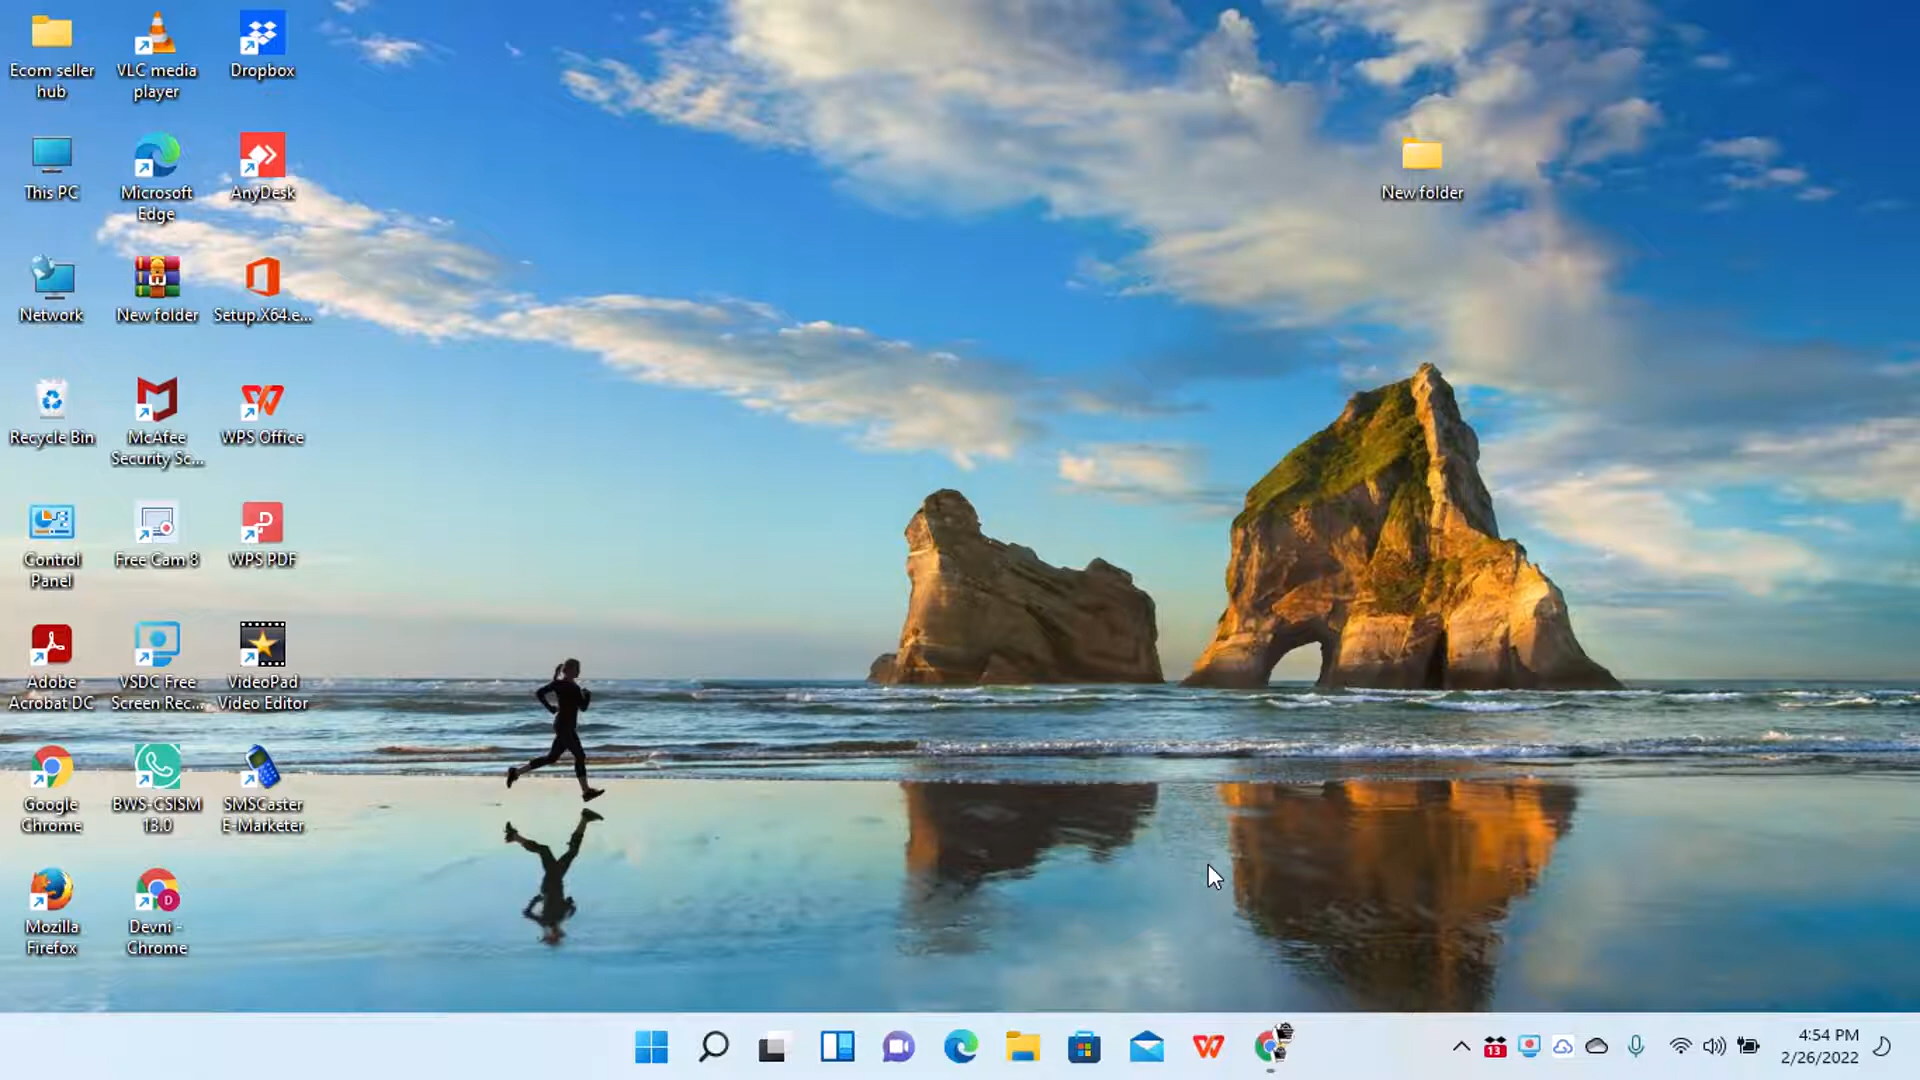 Ecom seller
hub
VLC media
player
Dropbox
This PC
Microsoft
Edge
AnyDesk
New folder
Network
New folder
Setup.X64.e...
Recycle Bin
McAfee
Security Sc...
WPS Office
Control
Panel
Free Cam 8
WPS PDF
Adobe
Acrobat DC
VSDC Free
Screen Rec...
VideoPad
Video Editor
Google
Chrome
BWS-CSISM
13.0
SMSCaster
E-Marketer
Mozilla
Firefox
D
Devni -
Chrome
13
4:54 PM
2/26/2022